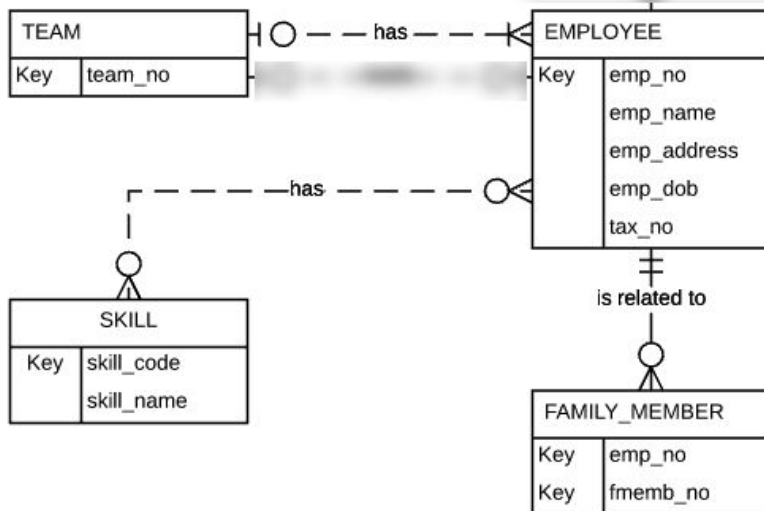 TEAM
Key team_no
has
EMPLOYEE
Key emp_no
emp_name
emp_address
emp_dob
tax_no
has
SKILL
Key skill_code
skill_name
is related to
FAMILY_MEMBER
Key emp_no
Key fmemb_no